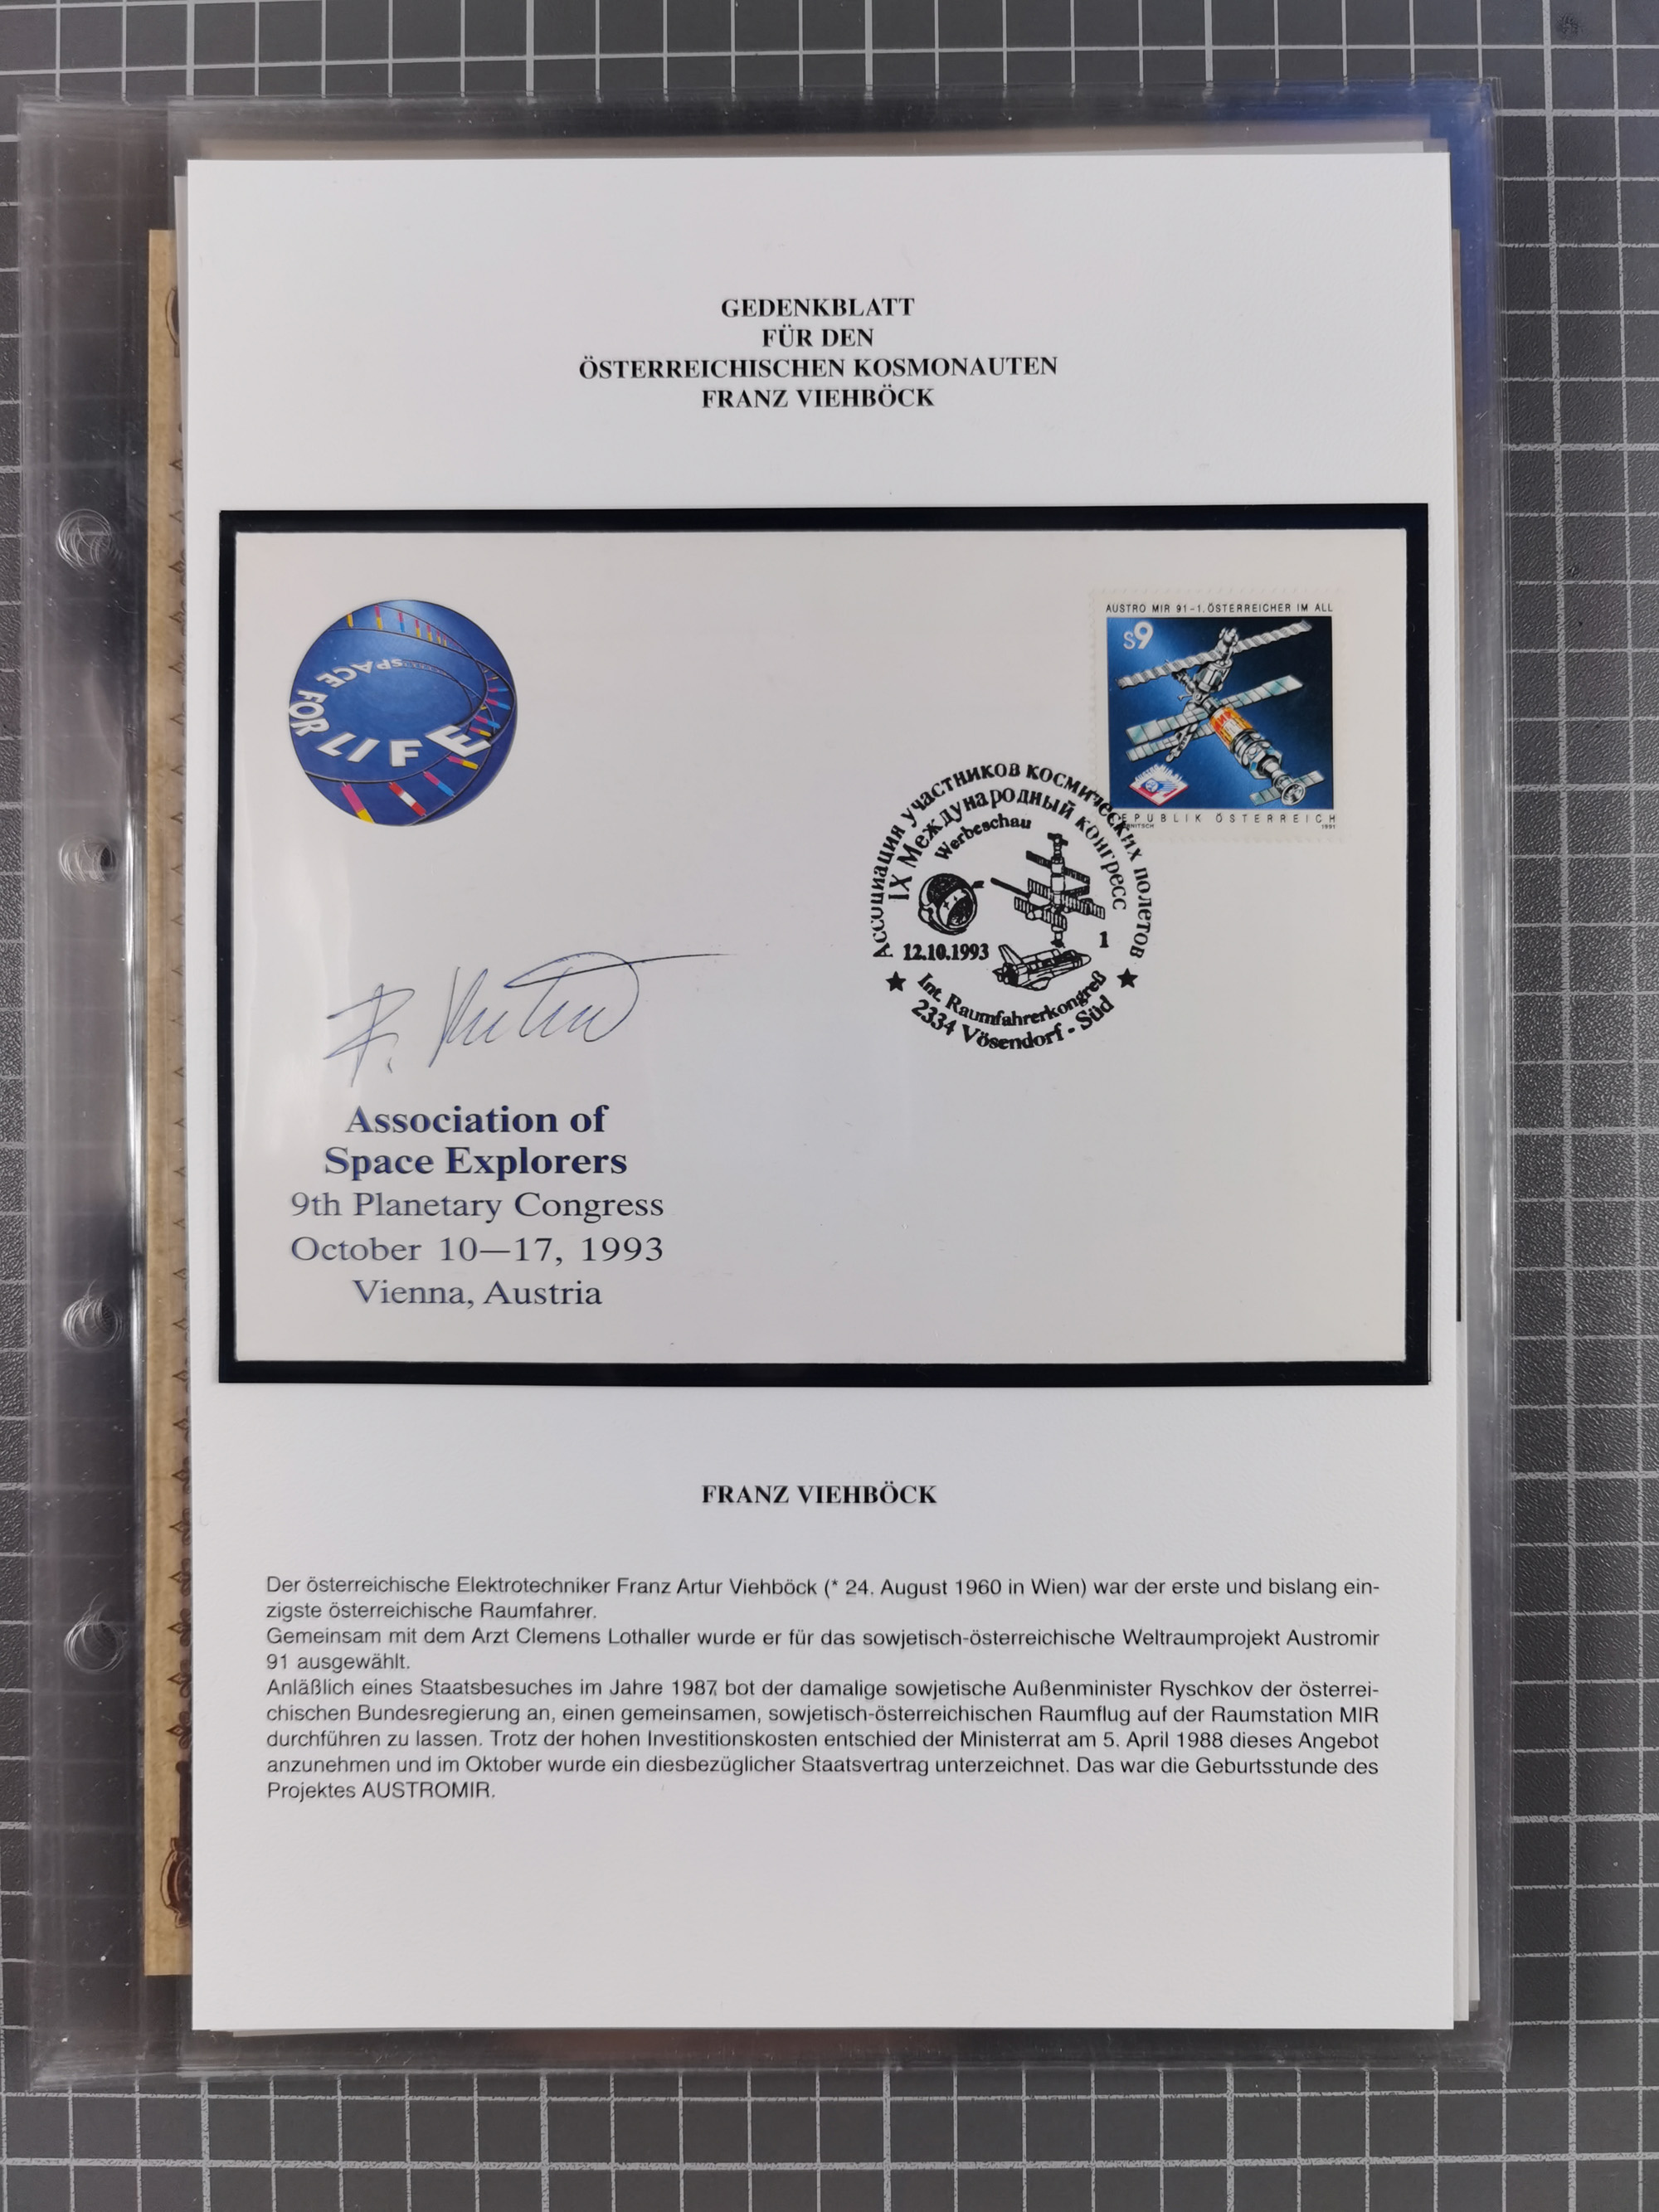 GEDENKBLATT
FÜR DEN
ÖSTERREICHISCHEN KOSMONAUTEN
FRANZ VIEHBÖCK
SPACE FOR LIFE
AUSTRO MIR 91-1. ÖSTERREICHER IM ALL
S9
REPUBLIK ÖSTERREICH
1991
Ассоциация участников космических полетов
IX Международный конгресс
Werbeschau
12.10.1993
1
Int. Raumfahrerkongreß
2334 Vösendorf - Süd
Association of
Space Explorers
9th Planetary Congress
October 10—17, 1993
Vienna, Austria
FRANZ VIEHBÖCK
Der österreichische Elektrotechniker Franz Artur Viehböck (* 24. August 1960 in Wien) war der erste und bislang ein-
zigste österreichische Raumfahrer.
Gemeinsam mit dem Arzt Clemens Lothaller wurde er für das sowjetisch-österreichische Weltraumprojekt Austromir
91 ausgewählt.
Anläßlich eines Staatsbesuches im Jahre 1987, bot der damalige sowjetische Außenminister Ryschkov der österrei-
chischen Bundesregierung an, einen gemeinsamen, sowjetisch-österreichischen Raumflug auf der Raumstation MIR
durchführen zu lassen. Trotz der hohen Investitionskosten entschied der Ministerrat am 5. April 1988 dieses Angebot
anzunehmen und im Oktober wurde ein diesbezüglicher Staatsvertrag unterzeichnet. Das war die Geburtsstunde des
Projektes AUSTROMIR.